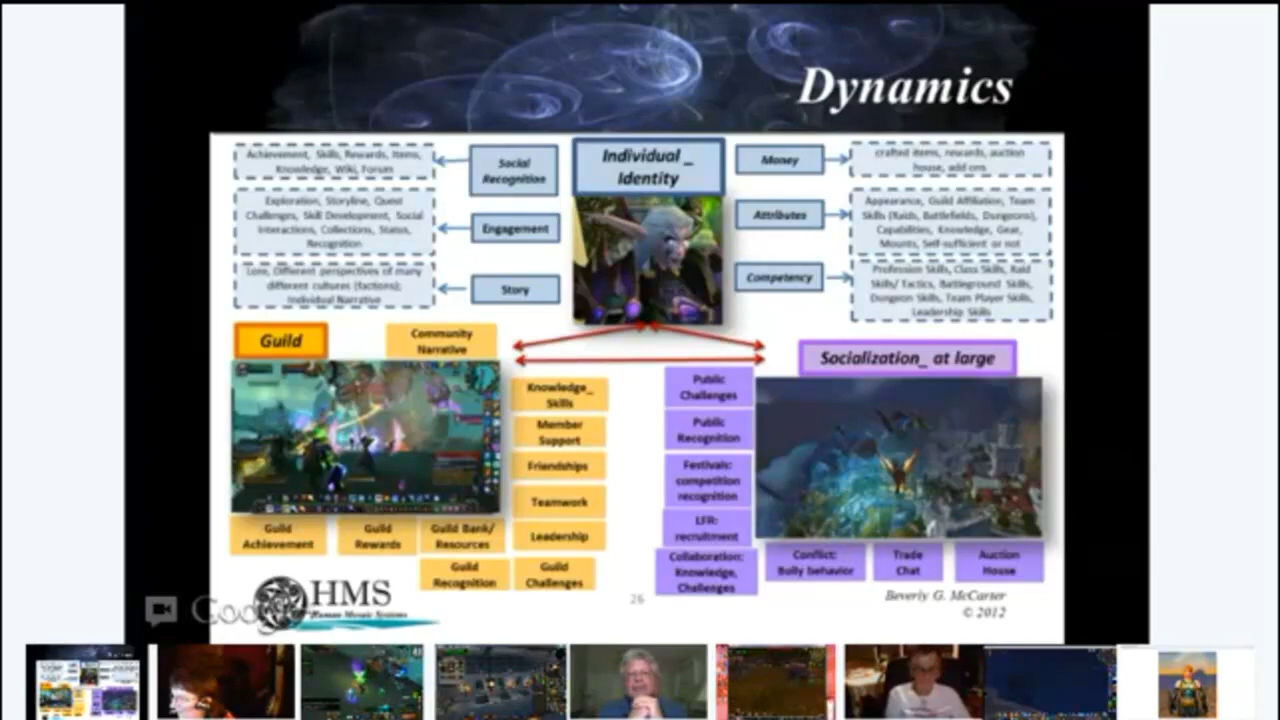 Dynamics
Achievement, Skills, Rewards, Items,
Knowledge, Wiki, Forum
Social
Recognition
Individual _
Identity
Money
crafted items, rewards, auction
house, add ons
Exploration, Storyline, Quest
Challenges, Skill Development, Social
Interactions, Collections, Status,
Recognition
Engagement
Attributes
Appearance, Guild Affiliation, Team
Skills (Raids, Battlefields, Dungeons),
Capabilities, Knowledge, Gear,
Mounts, Self-sufficient or not
Lore, Different perspectives of many
different cultures (factions);
Individual Narrative
Story
Competency
Profession Skills, Class Skills, Raid
Skills/ Tactics, Battleground Skills,
Dungeon Skills, Team Player Skills,
Leadership Skills
Guild
Community
Narrative
Socialization_ at large
Knowledge_
Skills
Member
Support
Friendships
Teamwork
Leadership
Guild
Challenges
Public
Challenges
Public
Recognition
Festivals:
competition
recognition
LFR:
recruitment
Collaboration:
Knowledge,
Challenges
Guild
Achievement
Guild
Rewards
Guild Bank/
Resources
Guild
Recognition
Conflict:
Bully behavior
Trade
Chat
Auction
House
HMS
Human Mosaic Systems
26
Beverly G. McCarter
© 2012